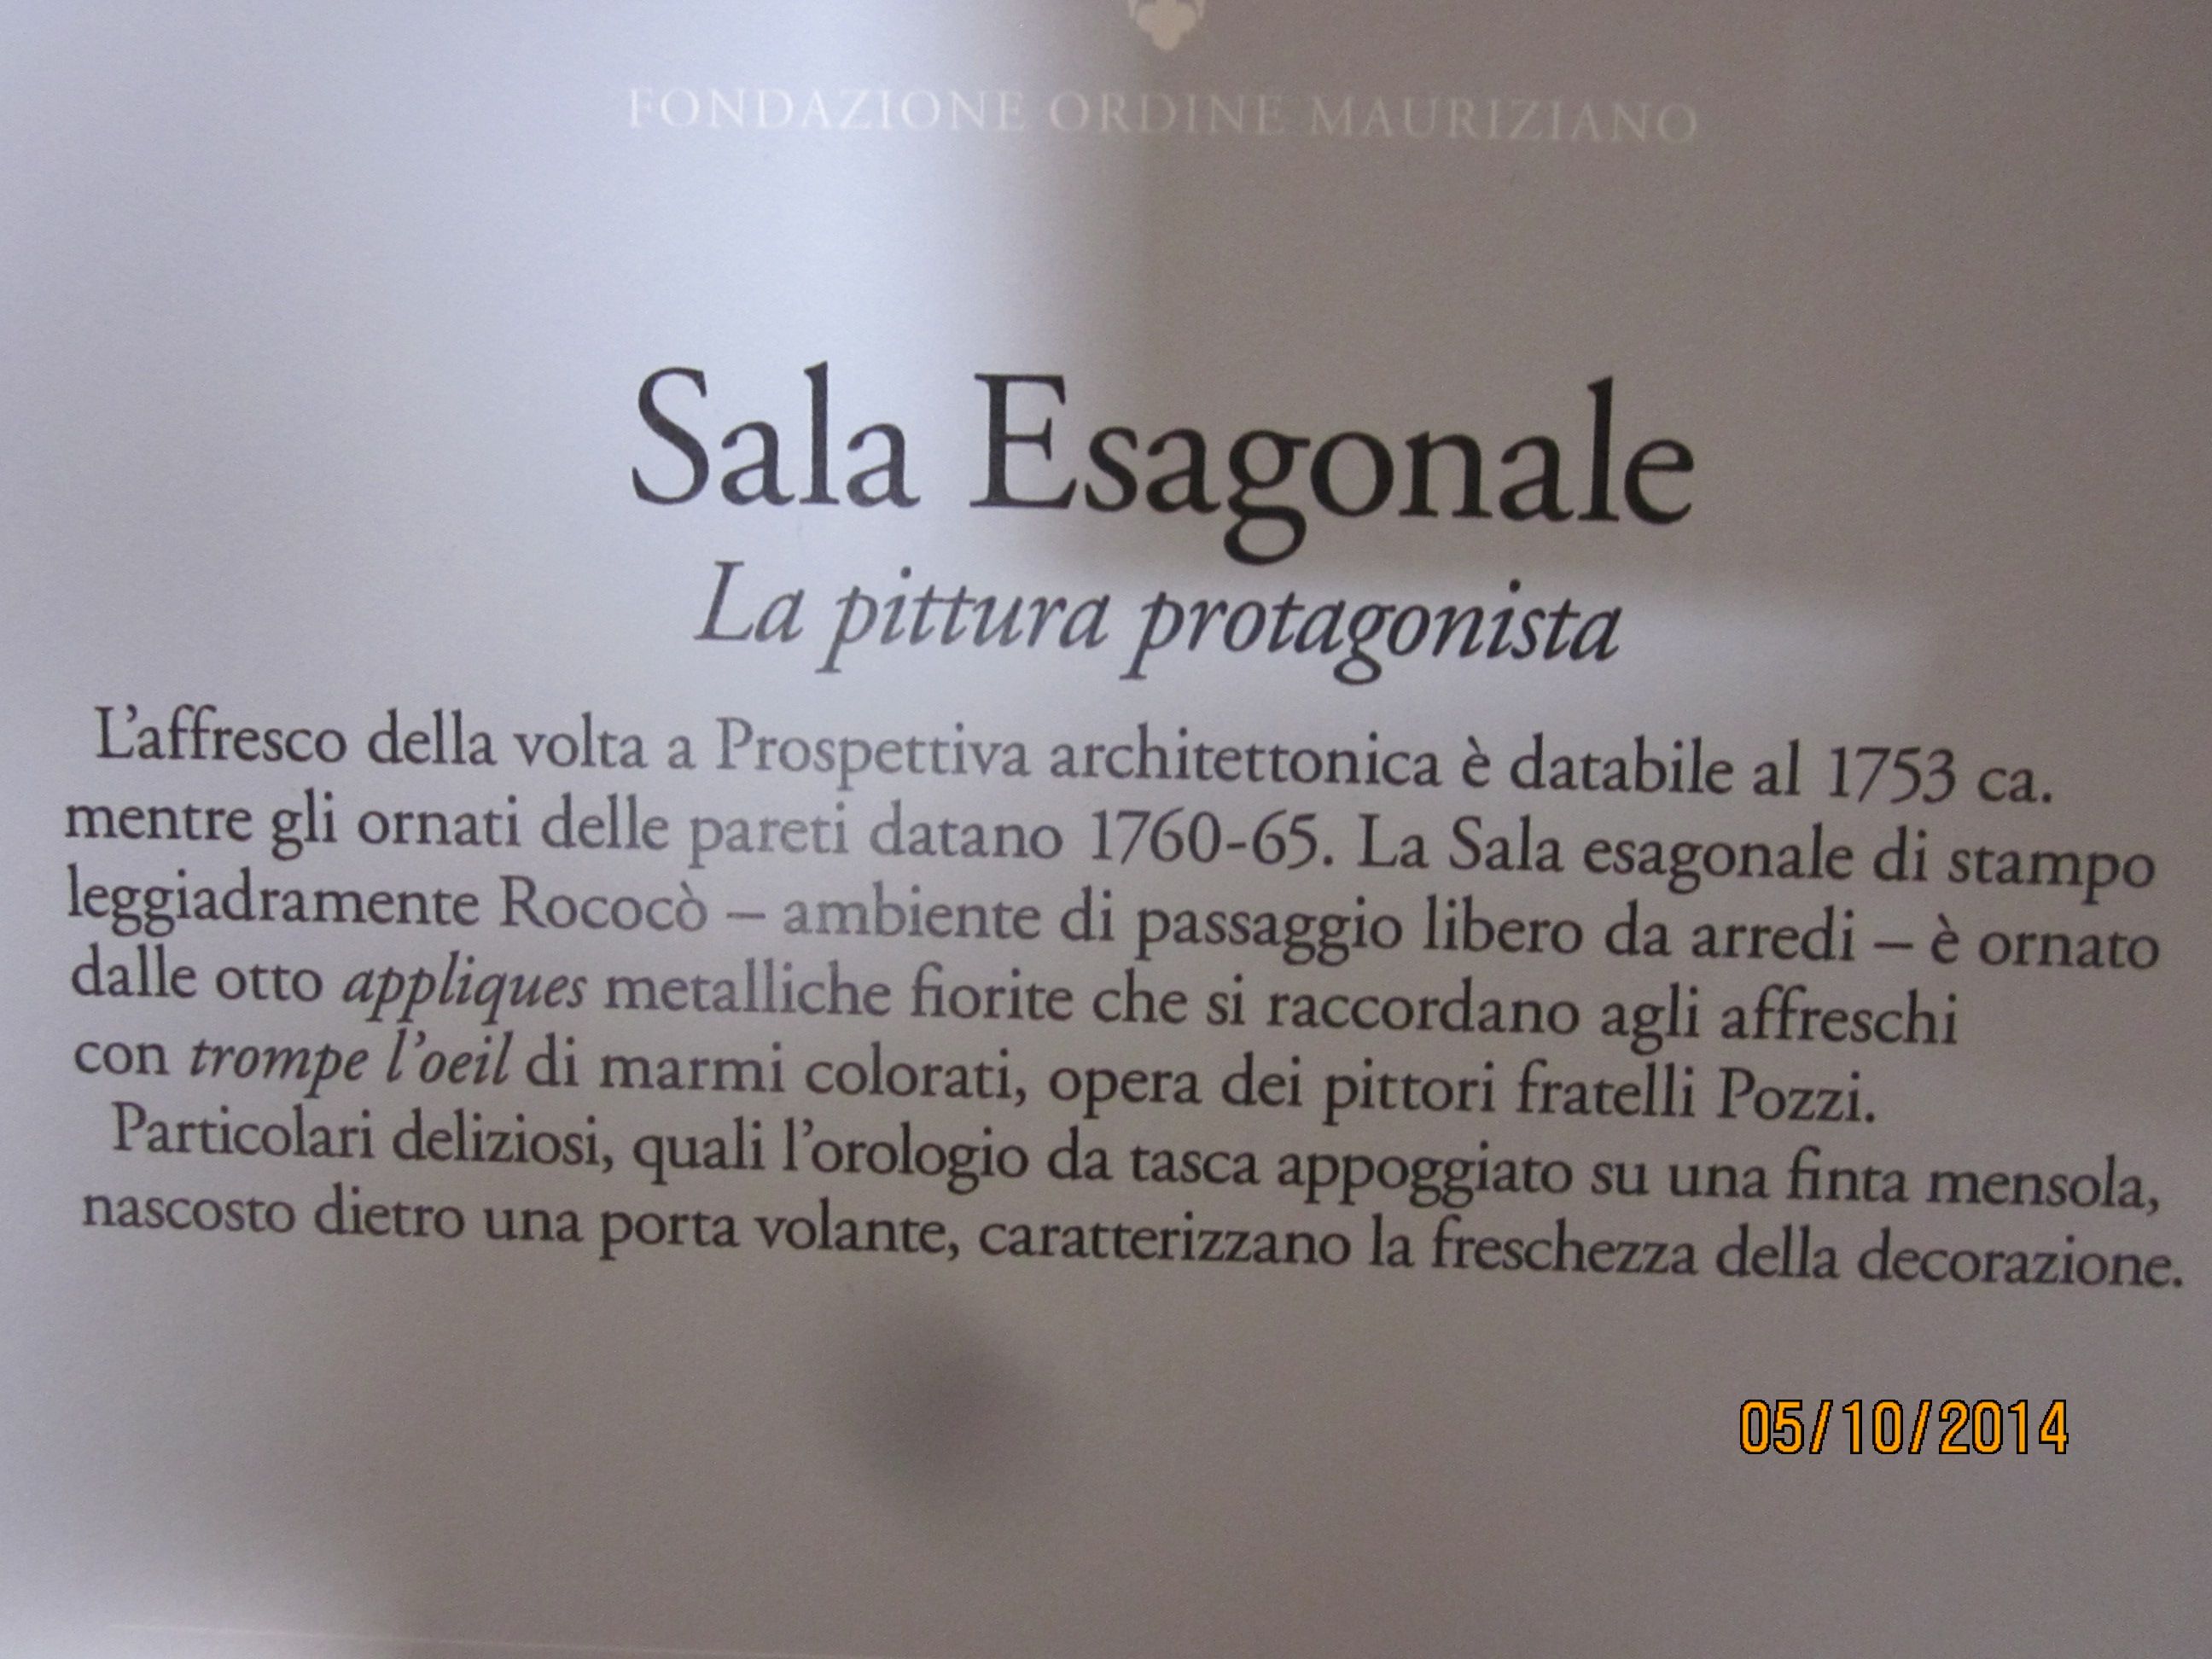 FONDAZIONE ORDINE MAURIZIANO
Sala Esagonale
La pittura protagonista
L'affresco della volta a Prospettiva architettonica è databile al 1753 ca.
mentre gli ornati delle pareti datano 1760-65. La Sala esagonale di stampo
leggiadramente Rococò – ambiente di passaggio libero da arredi – è ornato
dalle otto appliques metalliche fiorite che si raccordano agli affreschi
con trompe l'oeil di marmi colorati, opera dei pittori fratelli Pozzi.
Particolari deliziosi, quali l'orologio da tasca appoggiato su una finta mensola,
nascosto dietro una porta volante, caratterizzano la freschezza della decorazione.
05/10/2014